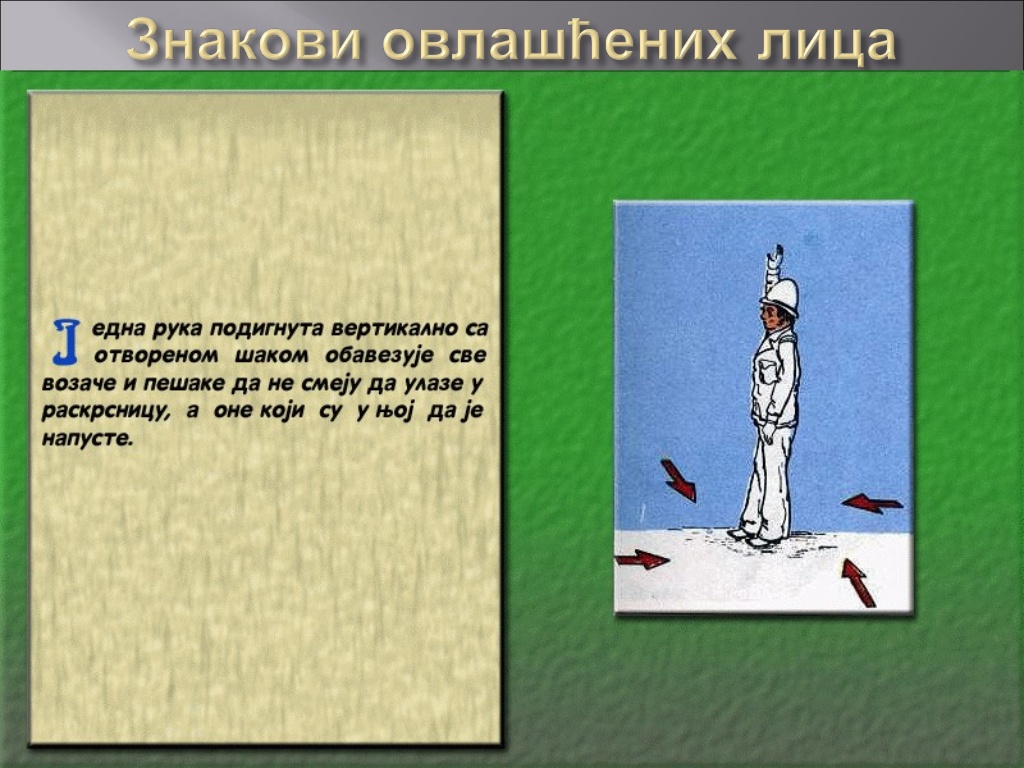 Знакови овлашћених лица
Једна рука подигнута вертикално са
отвореном шаком обавезује све
возаче и пешаке да не смеју да улазе у
раскрсницу, а оне који су у њој да је
напусте.